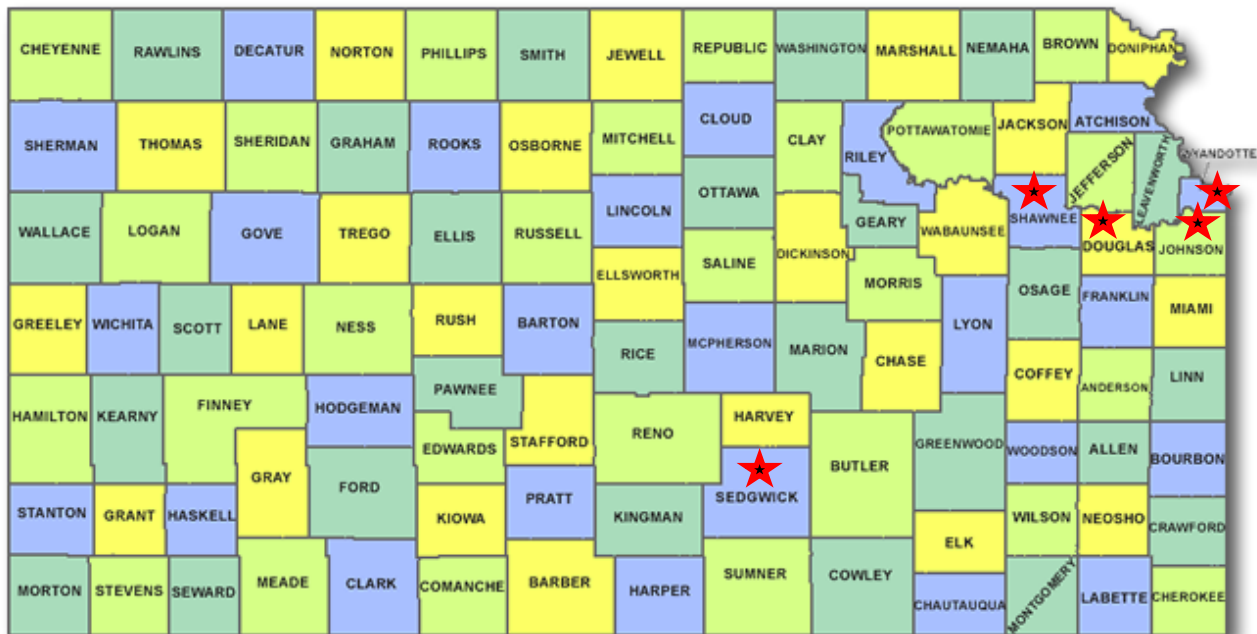 CHEYENNE
RAWLINS
DECATUR
NORTON
PHILLIPS
SMITH
JEWELL
REPUBLIC
WASHINGTON
MARSHALL
NEMAHA
BROWN
DONIPHAN
SHERMAN
THOMAS
SHERIDAN
GRAHAM
ROOKS
OSBORNE
MITCHELL
CLOUD
CLAY
RILEY
POTTAWATOMIE
JACKSON
ATCHISON
JEFFERSON
LEAVENWORTH
WYANDOTTE
WALLACE
LOGAN
GOVE
TREGO
ELLIS
RUSSELL
LINCOLN
OTTAWA
SALINE
DICKINSON
GEARY
WABAUNSEE
SHAWNEE
DOUGLAS
JOHNSON
GREELEY
WICHITA
SCOTT
LANE
NESS
RUSH
BARTON
ELLSWORTH
RICE
MCPHERSON
MARION
MORRIS
CHASE
LYON
OSAGE
FRANKLIN
MIAMI
HAMILTON
KEARNY
FINNEY
HODGEMAN
PAWNEE
EDWARDS
STAFFORD
RENO
HARVEY
BUTLER
GREENWOOD
COFFEY
ANDERSON
LINN
GRAY
FORD
KIOWA
PRATT
KINGMAN
SEDGWICK
WOODSON
ALLEN
BOURBON
STANTON
GRANT
HASKELL
ELK
WILSON
NEOSHO
CRAWFORD
MORTON
STEVENS
SEWARD
MEADE
CLARK
COMANCHE
BARBER
HARPER
SUMNER
COWLEY
CHAUTAUQUA
MONTGOMERY
LABETTE
CHEROKEE